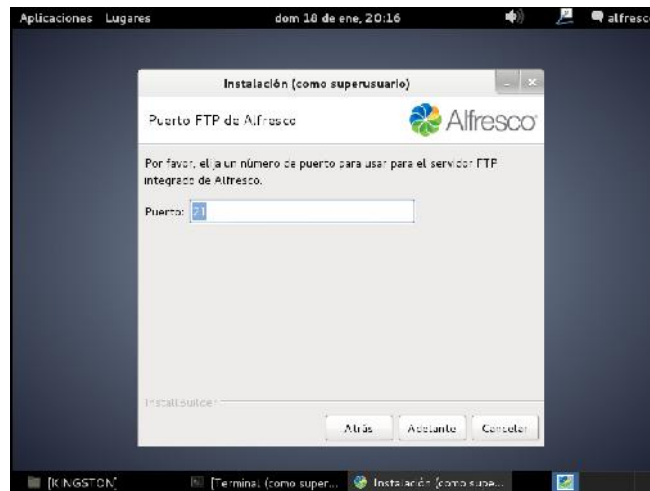 Aplicaciones Lugares dom 18 de ene, 20:16 alfresc
Instalación (como superusuario)
Puerto FTP de Alfresco
Alfresco
Por favor, elija un número de puerto para usar para el servidor FTP
integrado de Alfresco.
Puerto: 21
InstallBuilder
Atrás Adelante Cancelar
[KINGSTON] [Terminal (como super... Instalación (como supe...